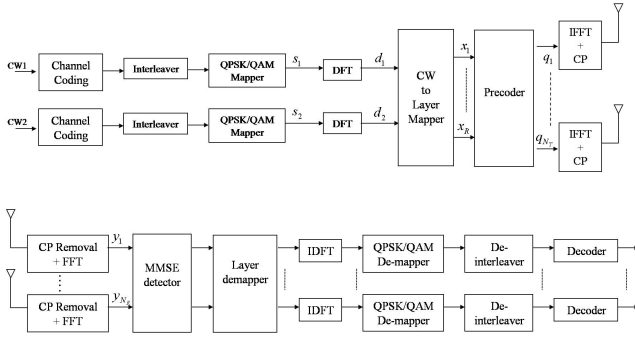 CW1
Channel
Coding
Interleaver
QPSK/QAM
Mapper
s1
DFT
d1
CW2
Channel
Coding
Interleaver
QPSK/QAM
Mapper
s2
DFT
d2
CW
to
Layer
Mapper
x1
xR
Precoder
q1
qNT
IFFT
+
CP
IFFT
+
CP
CP Removal
+ FFT
y1
CP Removal
+ FFT
yNR
MMSE
detector
Layer
demapper
IDFT
QPSK/QAM
De-mapper
De-
interleaver
Decoder
IDFT
QPSK/QAM
De-mapper
De-
interleaver
Decoder